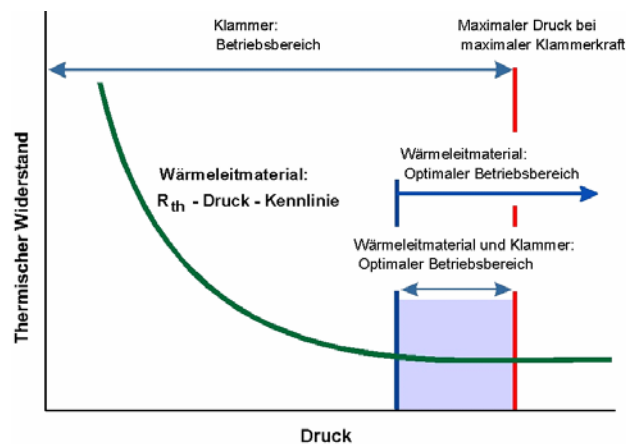 Klammer:
Betriebsbereich
Maximaler Druck bei
maximaler Klammerkraft
Wärmeleitmaterial:
R_th - Druck - Kennlinie
Wärmeleitmaterial:
Optimaler Betriebsbereich
Wärmeleitmaterial und Klammer:
Optimaler Betriebsbereich
Thermischer Widerstand
Druck